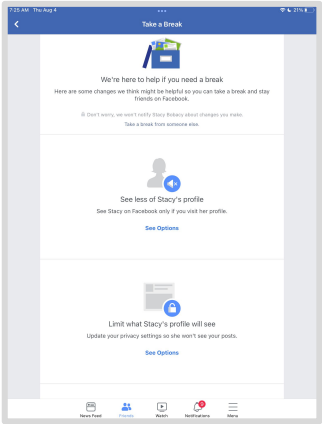 7:25 AM Thu Aug 4
21%
Take a Break
We're here to help if you need a break
Here are some changes we think might be helpful so you can take a break and stay
friends on Facebook.
Don't worry, we won't notify Stacy Bisbacu about changes you make.
Take a break from someone else.
See less of Stacy's profile
See Stacy on Facebook only if you visit her profile.
See Options
Limit what Stacy's profile will see
Update your privacy settings so she won't see your posts.
See Options
News Feed
Friends
Watch
Notifications
Menu